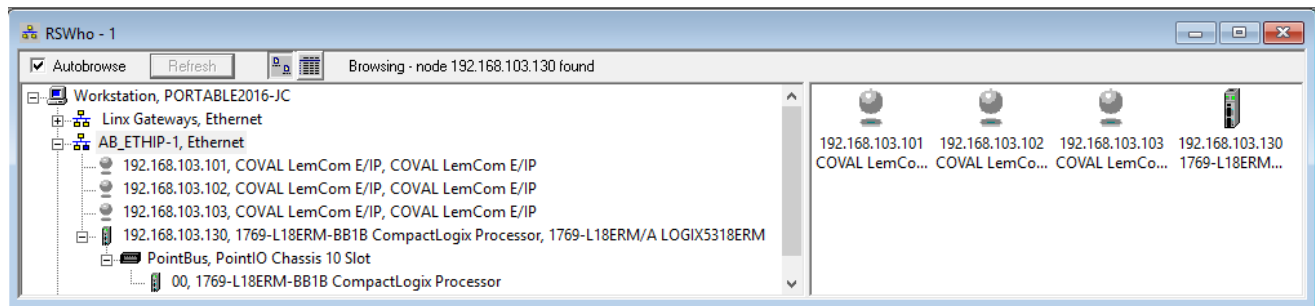 RSWho - 1
Autobrowse Refresh Browsing - node 192.168.103.130 found
Workstation, PORTABLE2016-JC
Linx Gateways, Ethernet
AB_ETHIP-1, Ethernet
192.168.103.101, COVAL LemCom E/IP, COVAL LemCom E/IP
192.168.103.102, COVAL LemCom E/IP, COVAL LemCom E/IP
192.168.103.103, COVAL LemCom E/IP, COVAL LemCom E/IP
192.168.103.130, 1769-L18ERM-BB1B CompactLogix Processor, 1769-L18ERM/A LOGIX5318ERM
PointBus, PointIO Chassis 10 Slot
00, 1769-L18ERM-BB1B CompactLogix Processor
192.168.103.101 192.168.103.102 192.168.103.103 192.168.103.130
COVAL LemCo... COVAL LemCo... COVAL LemCo... 1769-L18ERM...